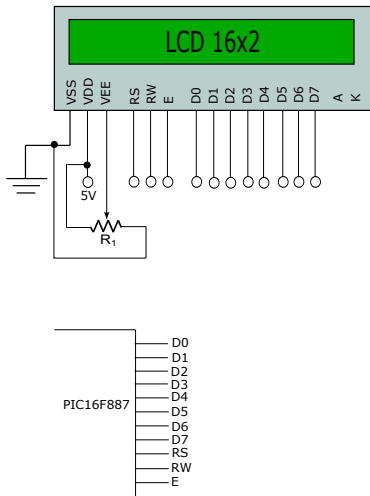 LCD 16x2
VSS VDD VEE RS RW E D0 D1 D2 D3 D4 D5 D6 D7 A K
5V
R1
D0
D1
D2
D3
D4
PIC16F887
D5
D6
D7
RS
RW
E